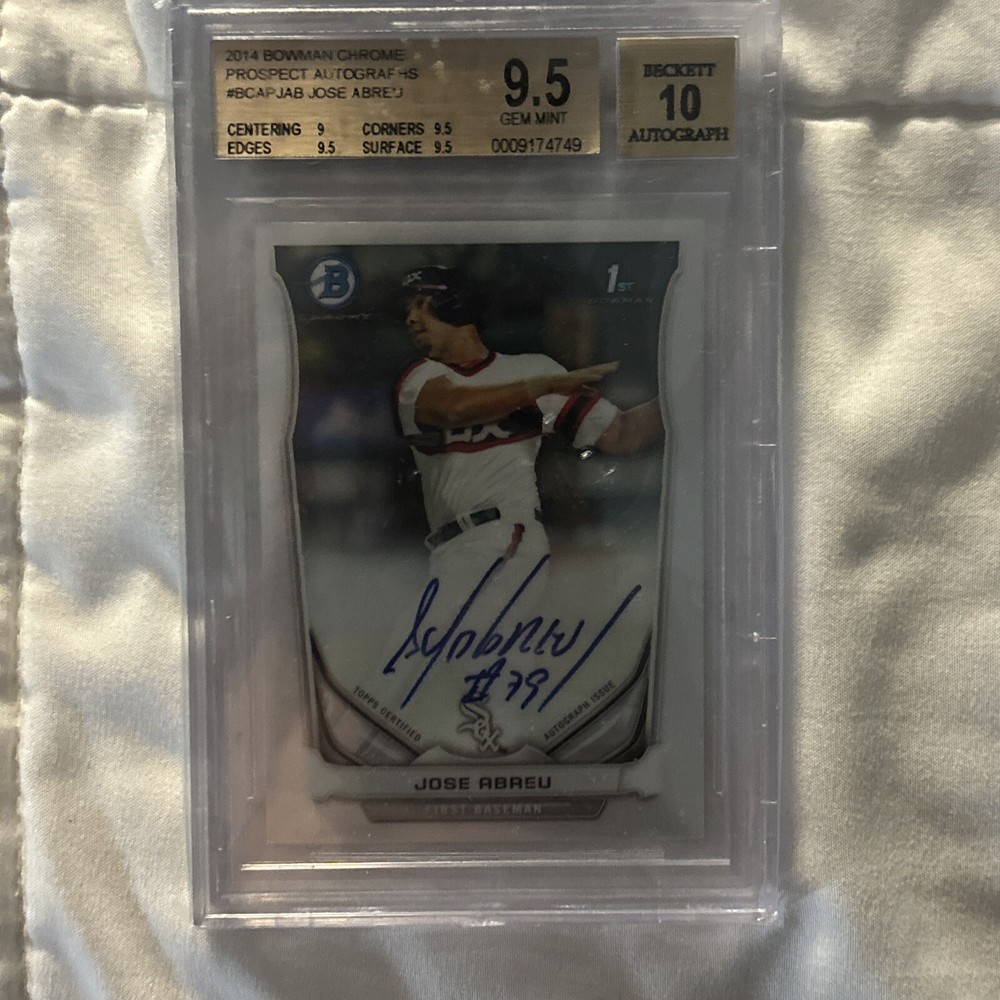 2014 BOWMAN CHROME
PROSPECT AUTOGRAPHS
#BCAPJAB JOSE ABREU
CENTERING 9 CORNERS 9.5
EDGES 9.5 SURFACE 9.5
9.5
GEM MINT
0009174749
BECKETT
10
AUTOGRAPH
B
1ST
BOWMAN
#79
TOPPS CERTIFIED
AUTOGRAPH ISSUE
SOX
JOSE ABREU
FIRST BASEMAN